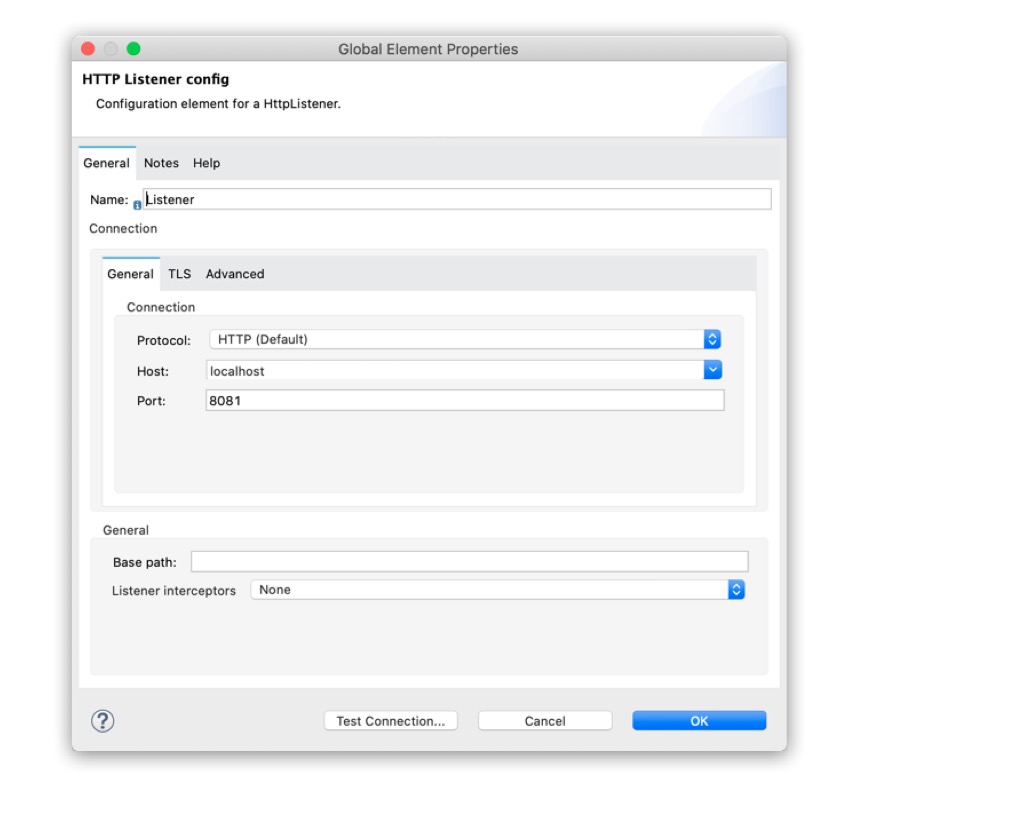 Global Element Properties
HTTP Listener config
Configuration element for a HttpListener.
General Notes Help
Name: Listener
Connection
General TLS Advanced
Connection
Protocol: HTTP (Default)
Host: localhost
Port: 8081
General
Base path:
Listener interceptors None
? Test Connection... Cancel OK